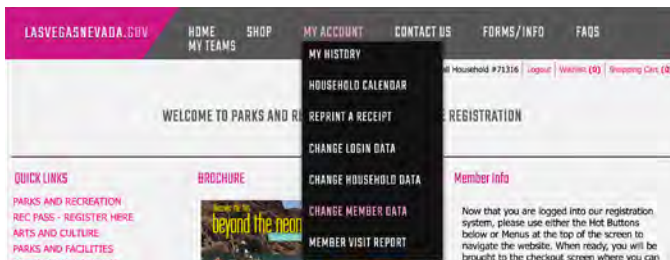 LASVEGASNEVADA.GOV
HOME SHOP MY ACCOUNT CONTACT US FORMS/INFO FAQS
MY TEAMS
MY HISTORY
HOUSEHOLD CALENDAR
REPRINT A RECEIPT
CHANGE LOGIN DATA
CHANGE HOUSEHOLD DATA
CHANGE MEMBER DATA
MEMBER VISIT REPORT
Household #71316 Logout Wishlist (0) Shopping Cart (0)
WELCOME TO PARKS AND REGISTRATION
QUICK LINKS
PARKS AND RECREATION
REC PASS - REGISTER HERE
ARTS AND CULTURE
PARKS AND FACILITIES
BROCHURE
beyond the neon
Member Info
Now that you are logged into our registration
system, please use either the Hot Buttons
below or Menus at the top of the screen to
navigate the website. When ready, you will be
brought to the checkout screen where you can